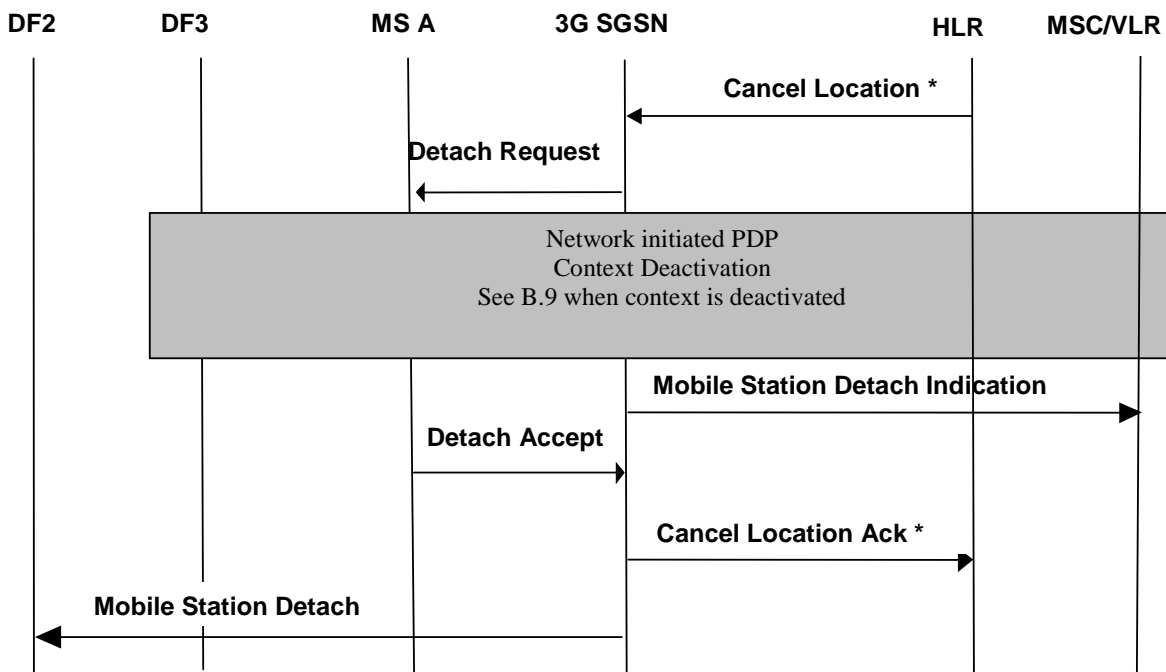 DF2 DF3 MS A 3G SGSN HLR MSC/VLR
Cancel Location *
Detach Request
Network initiated PDP
Context Deactivation
See B.9 when context is deactivated
Mobile Station Detach Indication
Detach Accept
Cancel Location Ack *
Mobile Station Detach